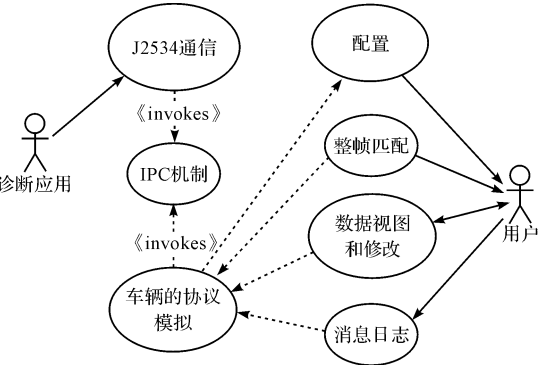 J2534通信
配置
《invokes》
整帧匹配
诊断应用
IPC机制
数据视图
和修改
用户
《invokes》
车辆的协议
模拟
消息日志